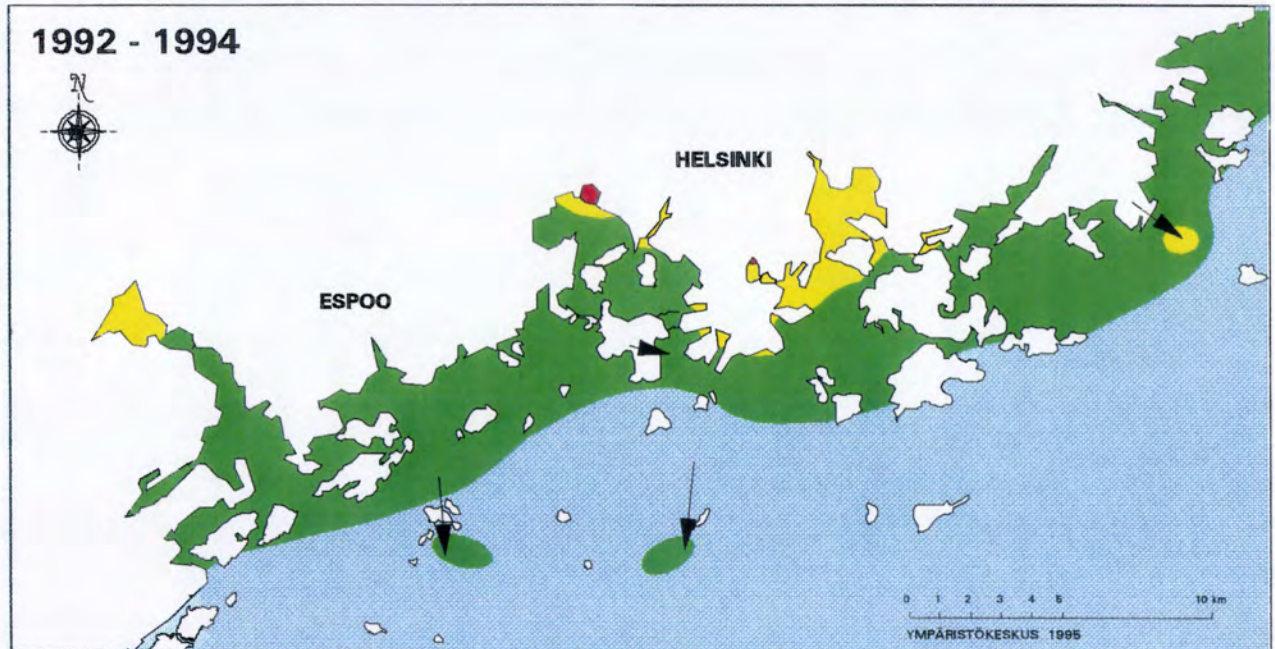 1992 - 1994
N
HELSINKI
ESPOO
0 1 2 3 4 5 10 km
YMPÄRISTÖKESKUS 1995